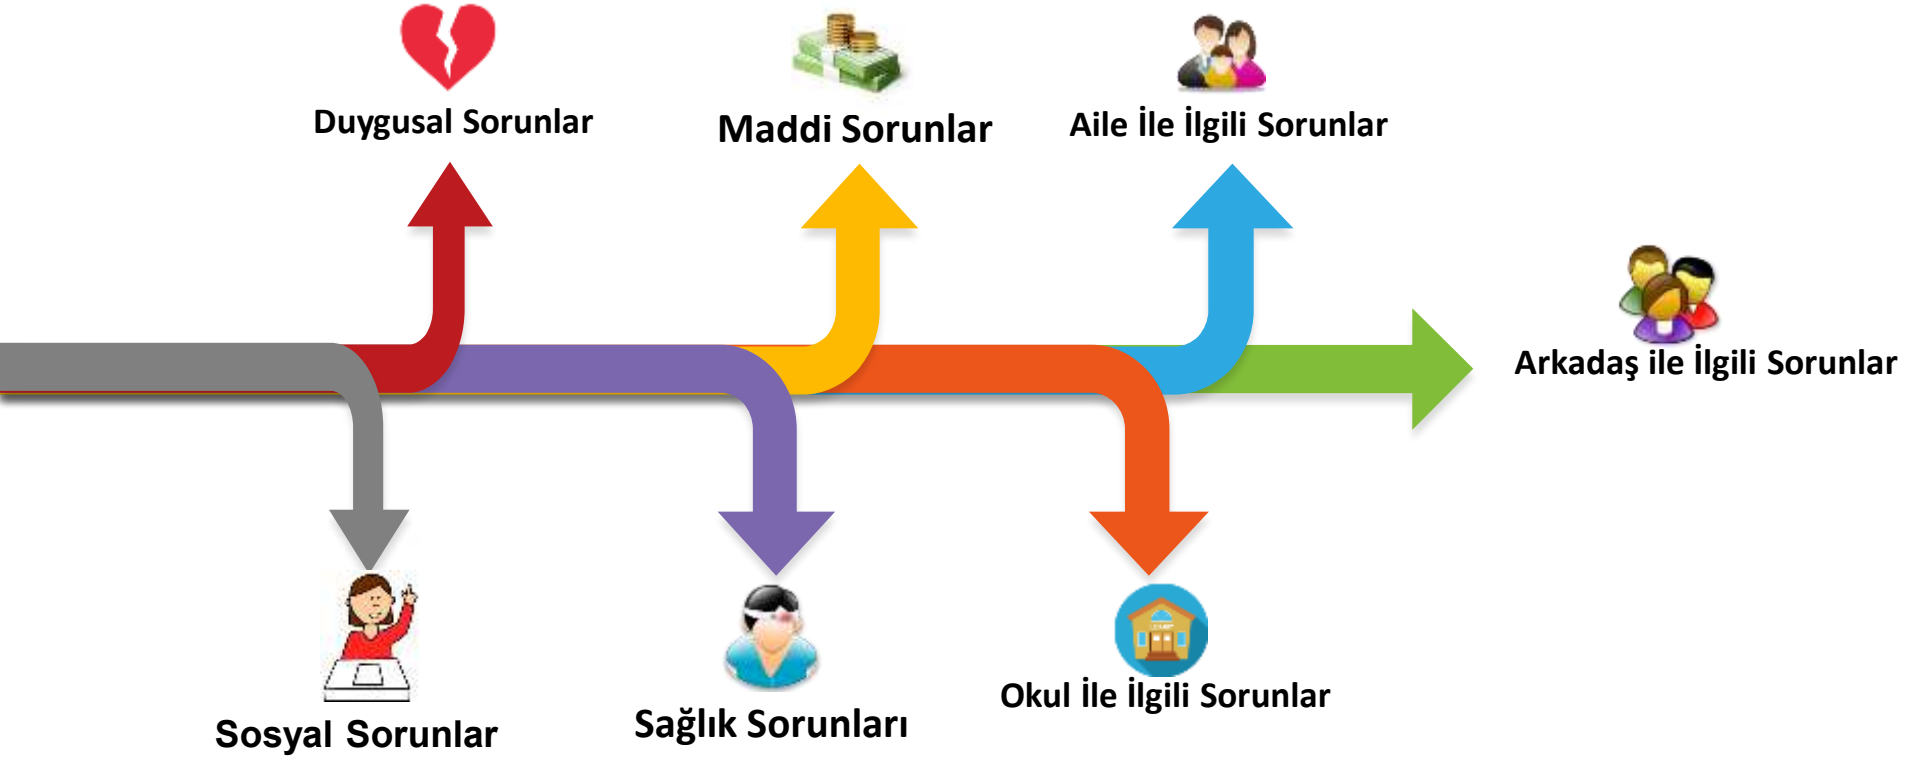 Duygusal Sorunlar
Maddi Sorunlar
Aile İle İlgili Sorunlar
Arkadaş ile İlgili Sorunlar
Sosyal Sorunlar
Sağlık Sorunları
Okul İle İlgili Sorunlar